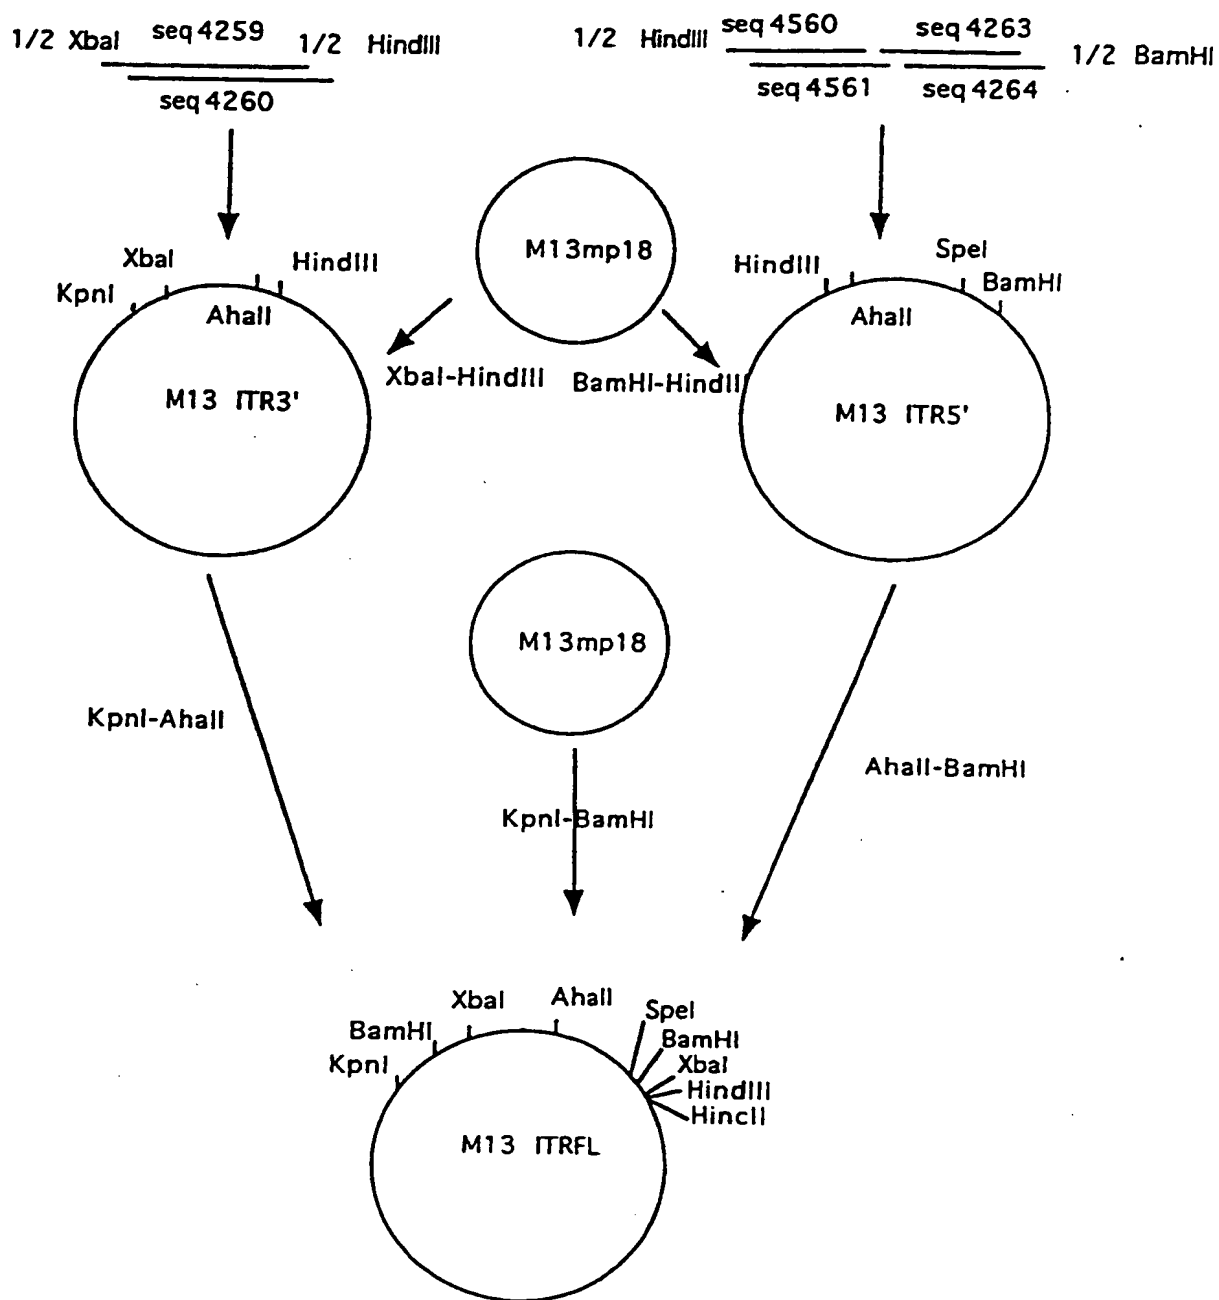 1/2 XbaI seq 4259 1/2 HindIII
seq 4260
1/2 HindIII seq 4560 seq 4263 1/2 BamHI
seq 4561 seq 4264
M13mp18
KpnI XbaI HindIII
AhaII
M13 ITR3'
XbaI-HindIII
BamHI-HindIII
HindIII SpeI BamHI
AhaII
M13 ITR5'
M13mp18
KpnI-AhaII
KpnI-BamHI
AhaII-BamHI
KpnI
BamHI
XbaI
AhaII
SpeI
BamHI
XbaI
HindIII
HincII
M13 ITRFL